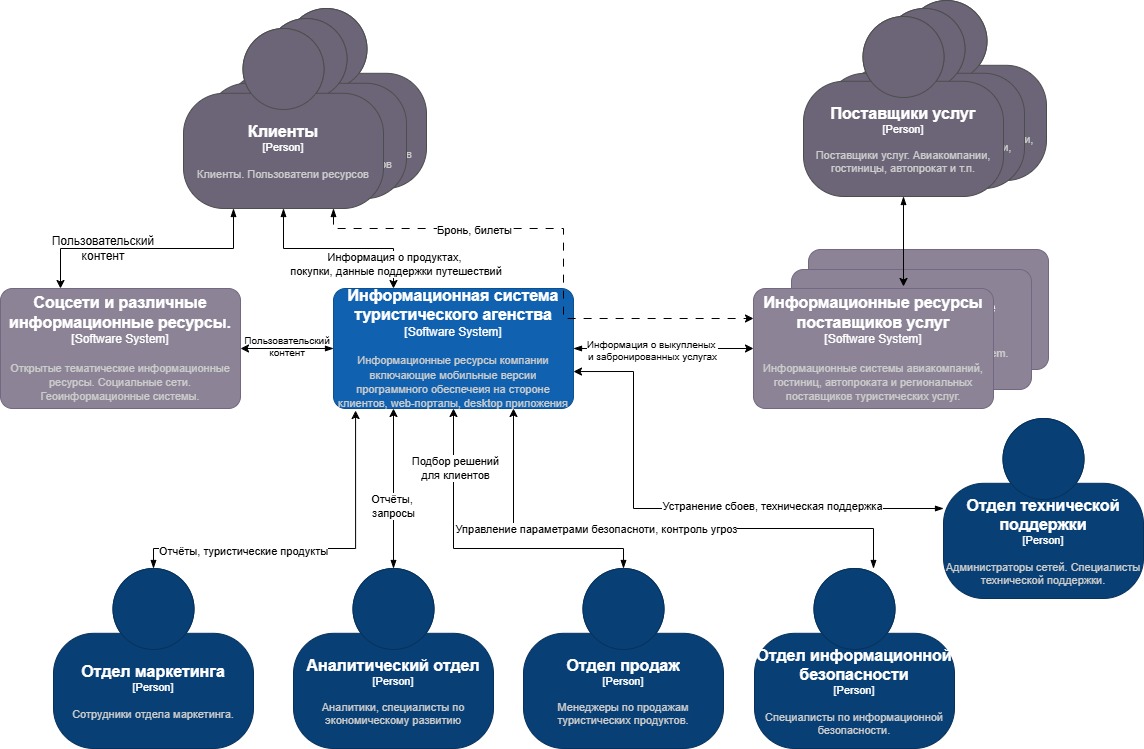 Клиенты
[Person]
Клиенты. Пользователи ресурсов
в
ов
Поставщики услуг
[Person]
Поставщики услуг. Авиакомпании,
гостиницы, автопрокат и т.п.
и,
и,
Пользовательский
контент
Бронь, билеты
Информация о продуктах,
покупки, данные поддержки путешествий
Соцсети и различные
информационные ресурсы.
[Software System]
Открытые тематические информационные
ресурсы. Социальные сети.
Геоинформационные системы.
Пользовательский
контент
Информационная система
туристического агенства
[Software System]
Информационные ресурсы компании
включающие мобильные версии
программного обеспечеия на стороне
клиентов, web-порталы, desktop приложения
Информация о выкупленых
и забронированных услугах
Информационные ресурсы
поставщиков услуг
[Software System]
Информационные системы авиакомпаний,
гостиниц, автопроката и региональных
поставщиков туристических услуг.
е
em.
Подбор решений
для клиентов
Отчёты,
запросы
Устранение сбоев, техническая поддержка
Управление параметрами безопасноти, контроль угроз
Отчёты, туристические продукты
Отдел технической
поддержки
[Person]
Администраторы сетей. Специалисты
технической поддержки.
Отдел маркетинга
[Person]
Сотрудники отдела маркетинга.
Аналитический отдел
[Person]
Аналитики, специалисты по
экономическому развитию
Отдел продаж
[Person]
Менеджеры по продажам
туристических продуктов.
Отдел информационной
безопасности
[Person]
Специалисты по информационной
безопасности.